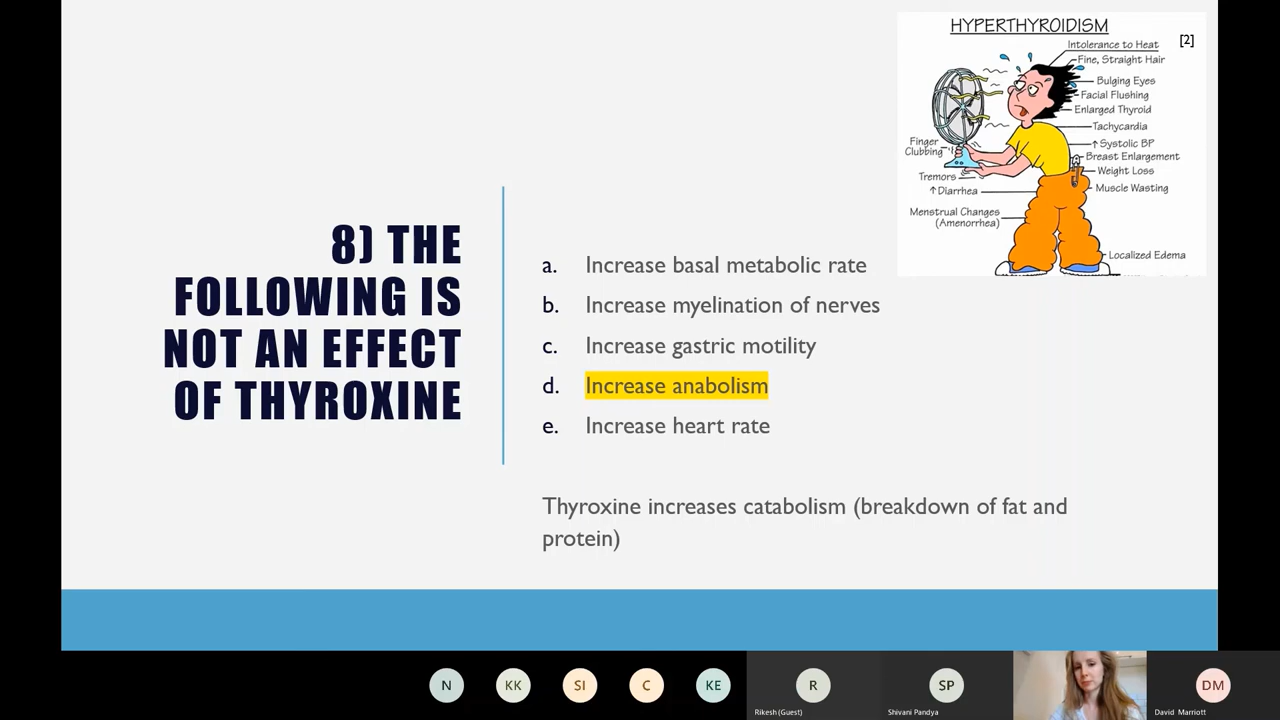 HYPERTHYROIDISM
[2]
Intolerance to Heat
Fine, Straight Hair
Bulging Eyes
Facial Flushing
Enlarged Thyroid
Tachycardia
↑ Systolic BP
Breast Enlargement
Weight Loss
Muscle Wasting
Localized Edema
Finger
Clubbing
Tremors
↑ Diarrhea
Menstrual Changes
(Amenorrhea)
8) THE
FOLLOWING IS
NOT AN EFFECT
OF THYROXINE
a. Increase basal metabolic rate
b. Increase myelination of nerves
c. Increase gastric motility
d. Increase anabolism
e. Increase heart rate
Thyroxine increases catabolism (breakdown of fat and
protein)
N
KK
SI
C
KE
R
Rikesh (Guest)
SP
Shivani Pandya
DM
David Marriott